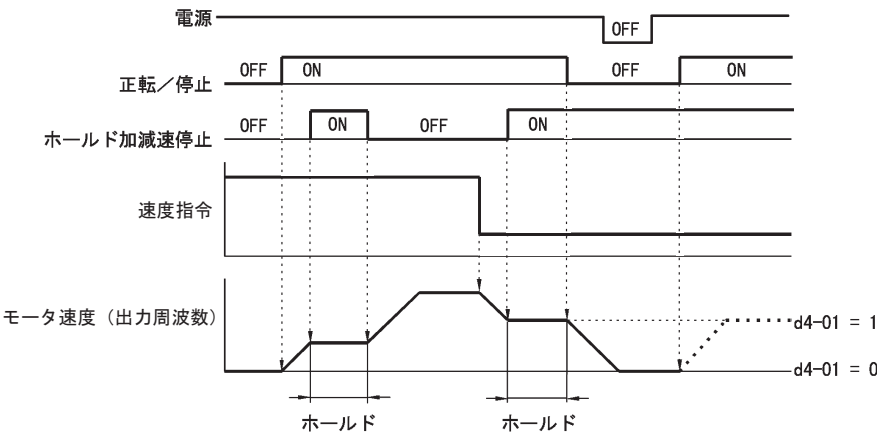 電源
OFF
正転／停止
OFF ON OFF ON
ホールド加減速停止
OFF ON OFF ON
速度指令
モータ速度（出力周波数）
d4-01 = 1
d4-01 = 0
ホールド ホールド